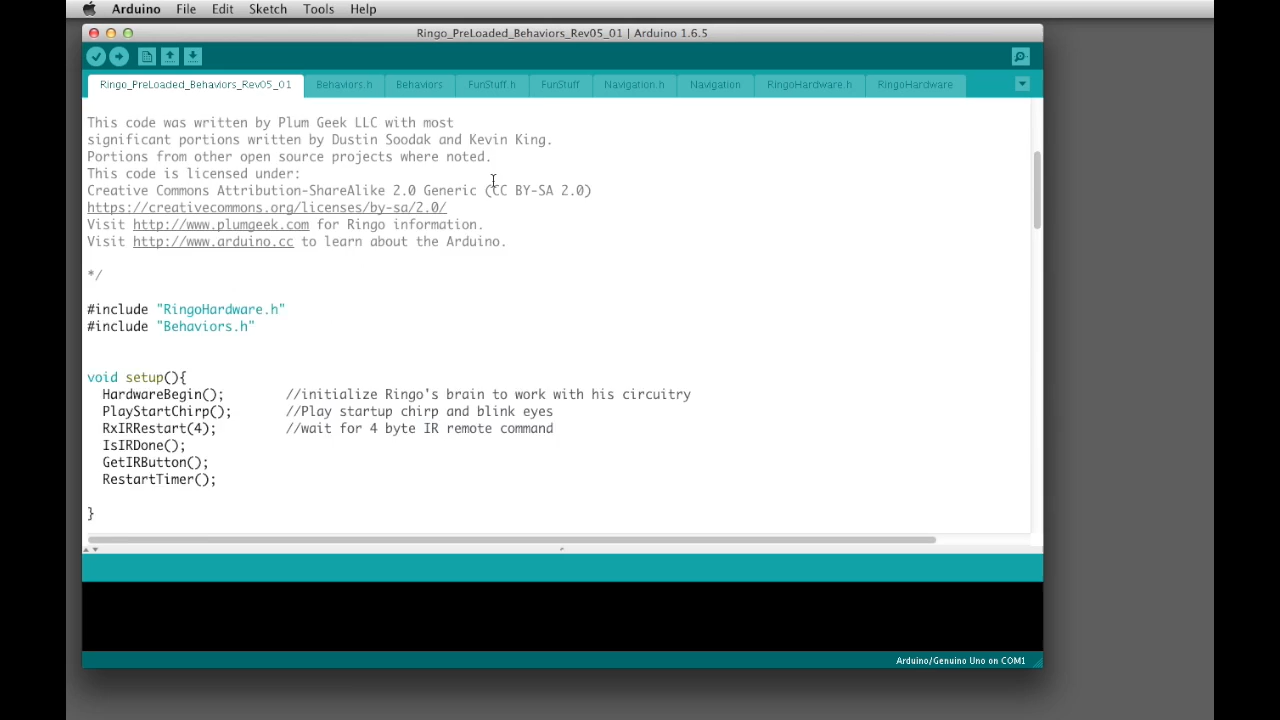 Arduino File Edit Sketch Tools Help
Ringo_PreLoaded_Behaviors_Rev05_01 | Arduino 1.6.5
Ringo_PreLoaded_Behaviors_Rev05_01 Behaviors.h Behaviors FunStuff.h FunStuff Navigation.h Navigation RingoHardware.h RingoHardware
This code was written by Plum Geek LLC with most
significant portions written by Dustin Soodak and Kevin King.
Portions from other open source projects where noted.
This code is licensed under:
Creative Commons Attribution-ShareAlike 2.0 Generic (CC BY-SA 2.0)
https://creativecommons.org/licenses/by-sa/2.0/
Visit http://www.plumgeek.com for Ringo information.
Visit http://www.arduino.cc to learn about the Arduino.
*/
#include "RingoHardware.h"
#include "Behaviors.h"
void setup(){
HardwareBegin(); //initialize Ringo's brain to work with his circuitry
PlayStartChirp(); //Play startup chirp and blink eyes
RxIRRestart(4); //wait for 4 byte IR remote command
IsIRDone();
GetIRButton();
RestartTimer();
}
Arduino/Genuino Uno on COM1